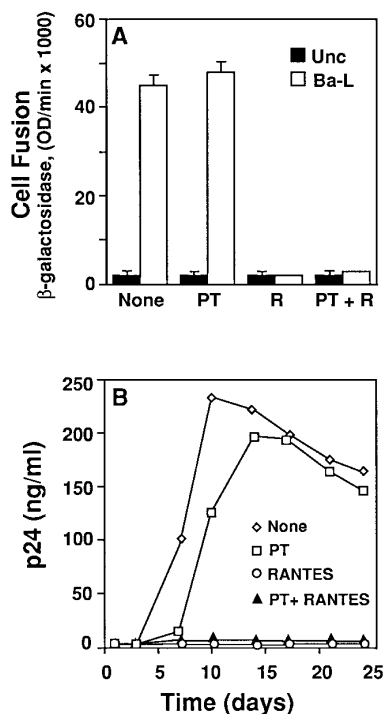 A
Unc
Ba-L
Cell Fusion
β-galactosidase, (OD/min x 1000)
60
40
20
0
None PT R PT + R
B
p24 (ng/ml)
250
200
150
100
50
0
None
PT
RANTES
PT+ RANTES
0 5 10 15 20 25
Time (days)